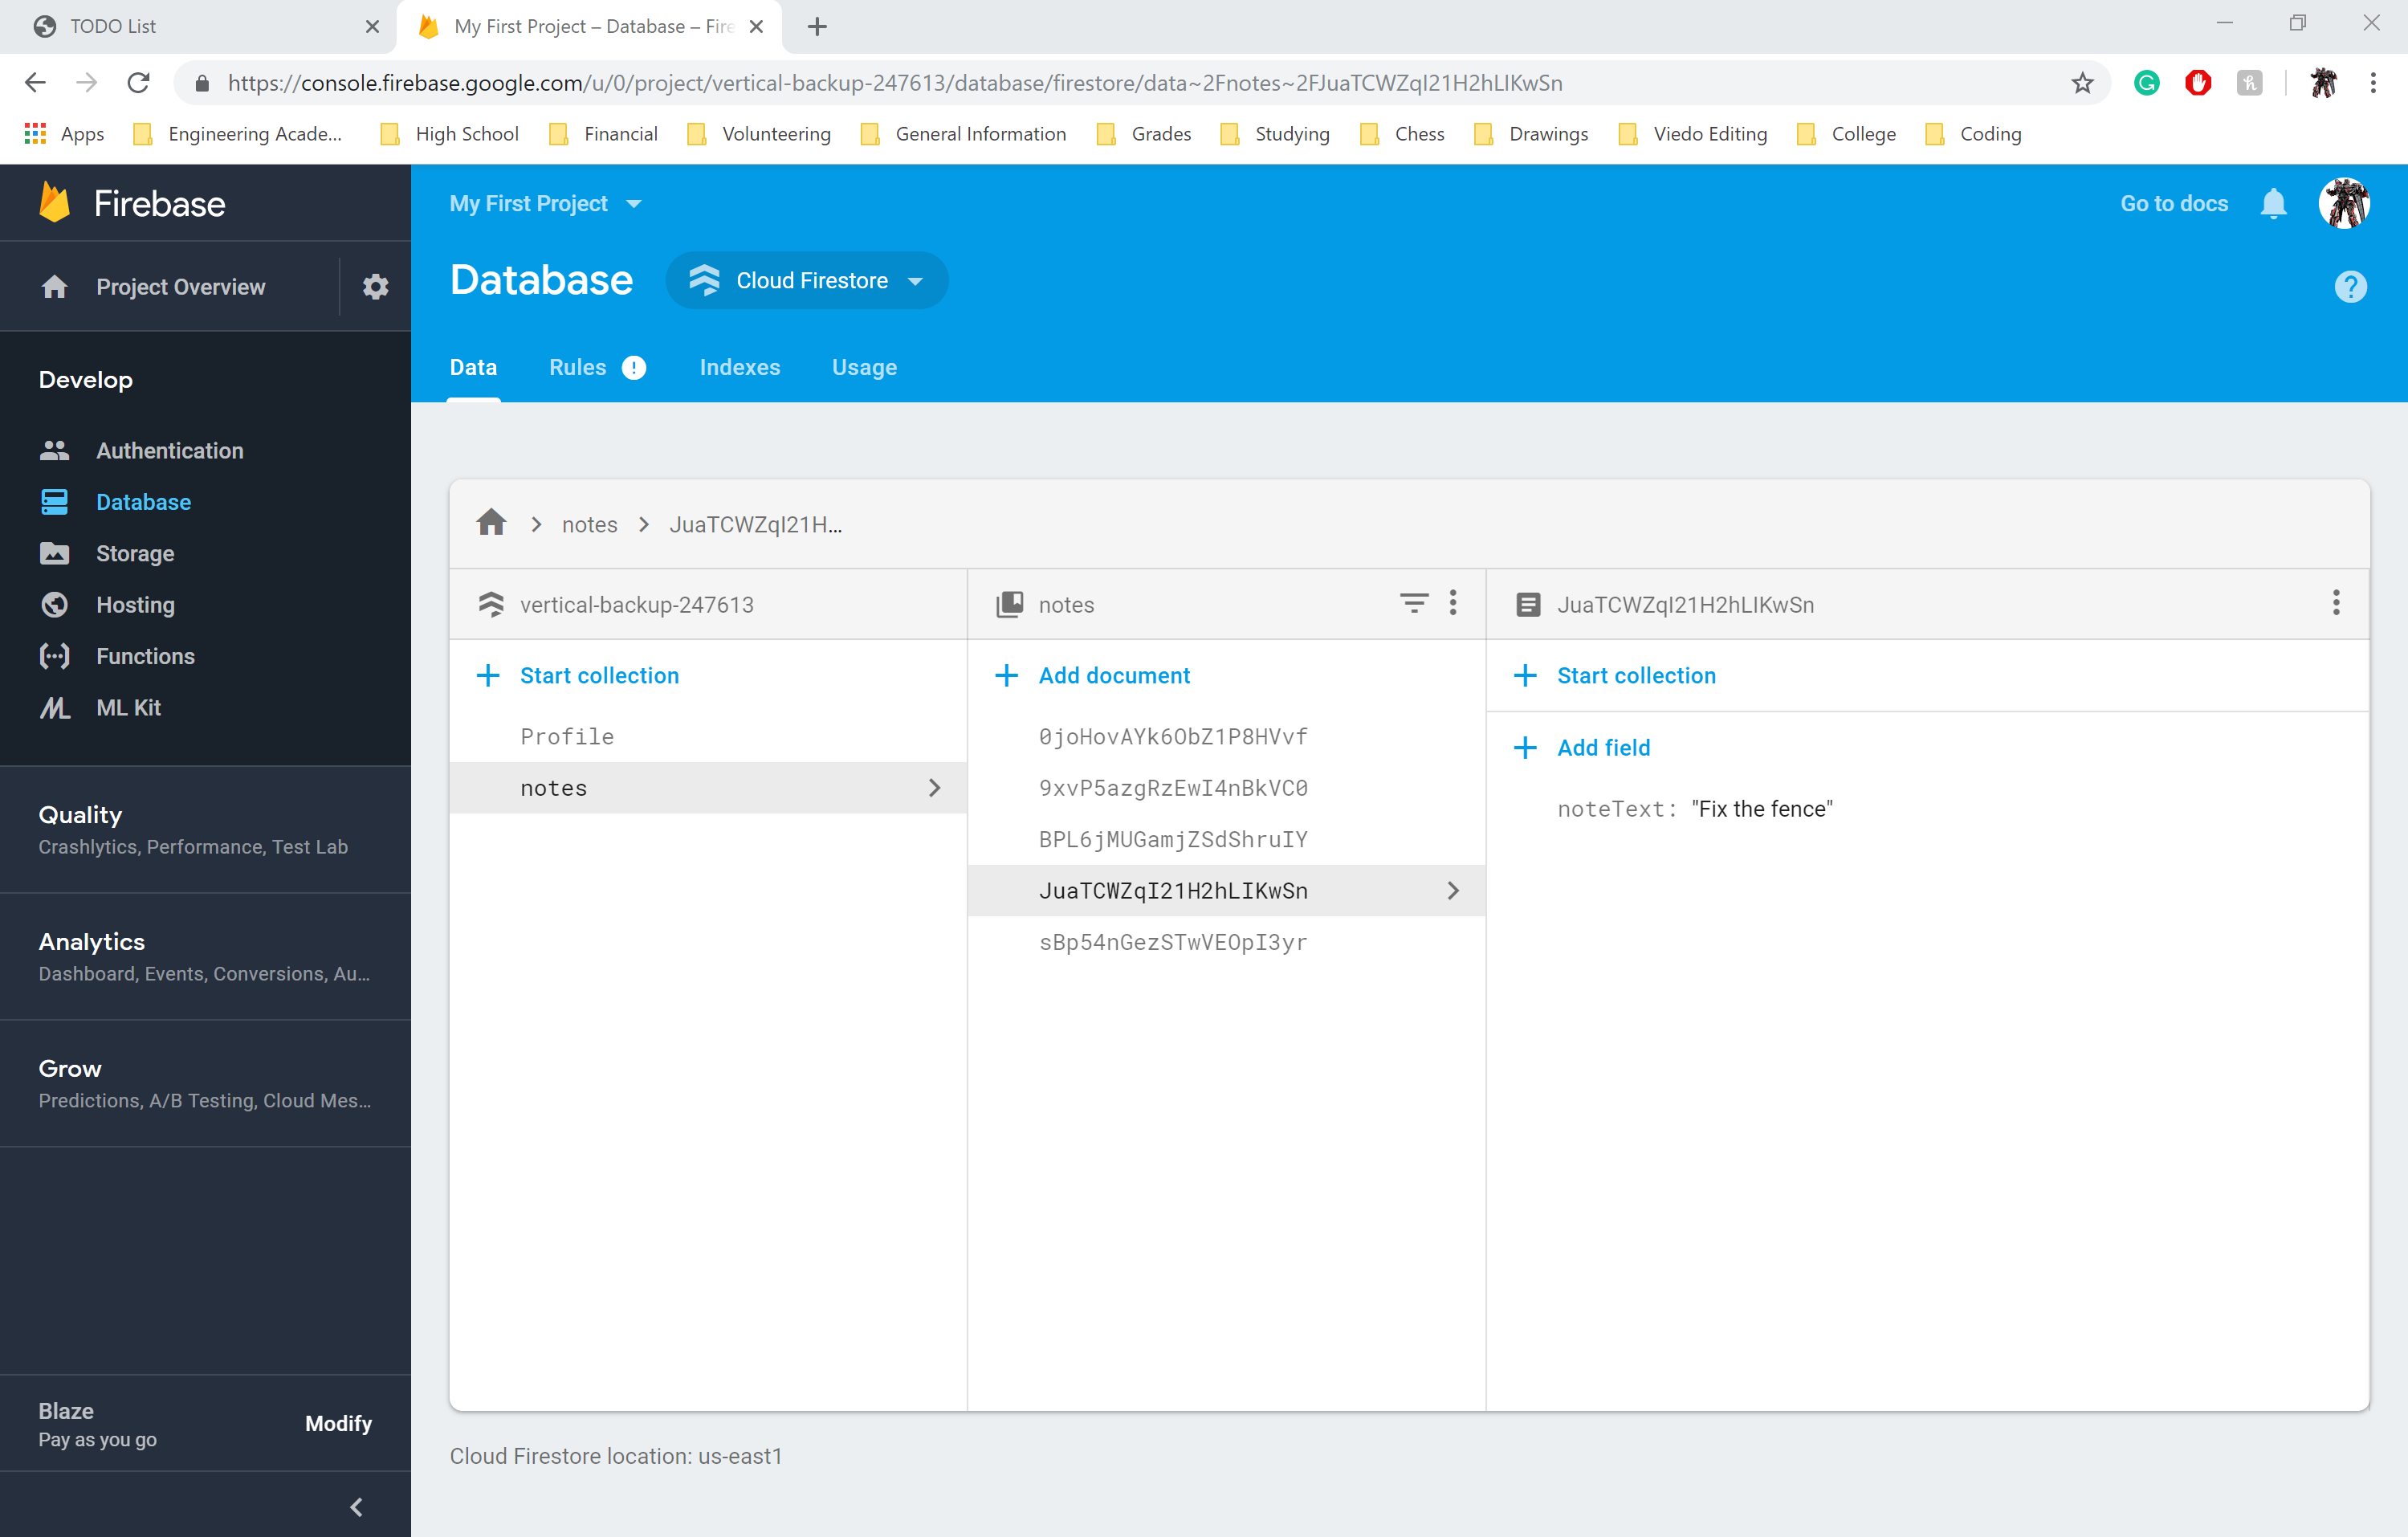 TODO List
My First Project – Database – Fire
https://console.firebase.google.com/u/0/project/vertical-backup-247613/database/firestore/data~2Fnotes~2FJuaTCWZqI21H2hLIKwSn
Apps
Engineering Acade...
High School
Financial
Volunteering
General Information
Grades
Studying
Chess
Drawings
Viedo Editing
College
Coding
Firebase
Project Overview
Develop
Authentication
Database
Storage
Hosting
Functions
ML Kit
Quality
Crashlytics, Performance, Test Lab
Analytics
Dashboard, Events, Conversions, Au...
Grow
Predictions, A/B Testing, Cloud Mes...
Blaze
Pay as you go
Modify
My First Project
Go to docs
Database
Cloud Firestore
Data
Rules
Indexes
Usage
notes
JuaTCWZqI21H...
vertical-backup-247613
Start collection
Profile
notes
notes
Add document
0joHovAYk6ObZ1P8HVvf
9xvP5azgRzEwI4nBkVC0
BPL6jMUGamjZSdShruIY
JuaTCWZqI21H2hLIKwSn
sBp54nGezSTwVEOpI3yr
JuaTCWZqI21H2hLIKwSn
Start collection
Add field
noteText: "Fix the fence"
Cloud Firestore location: us-east1